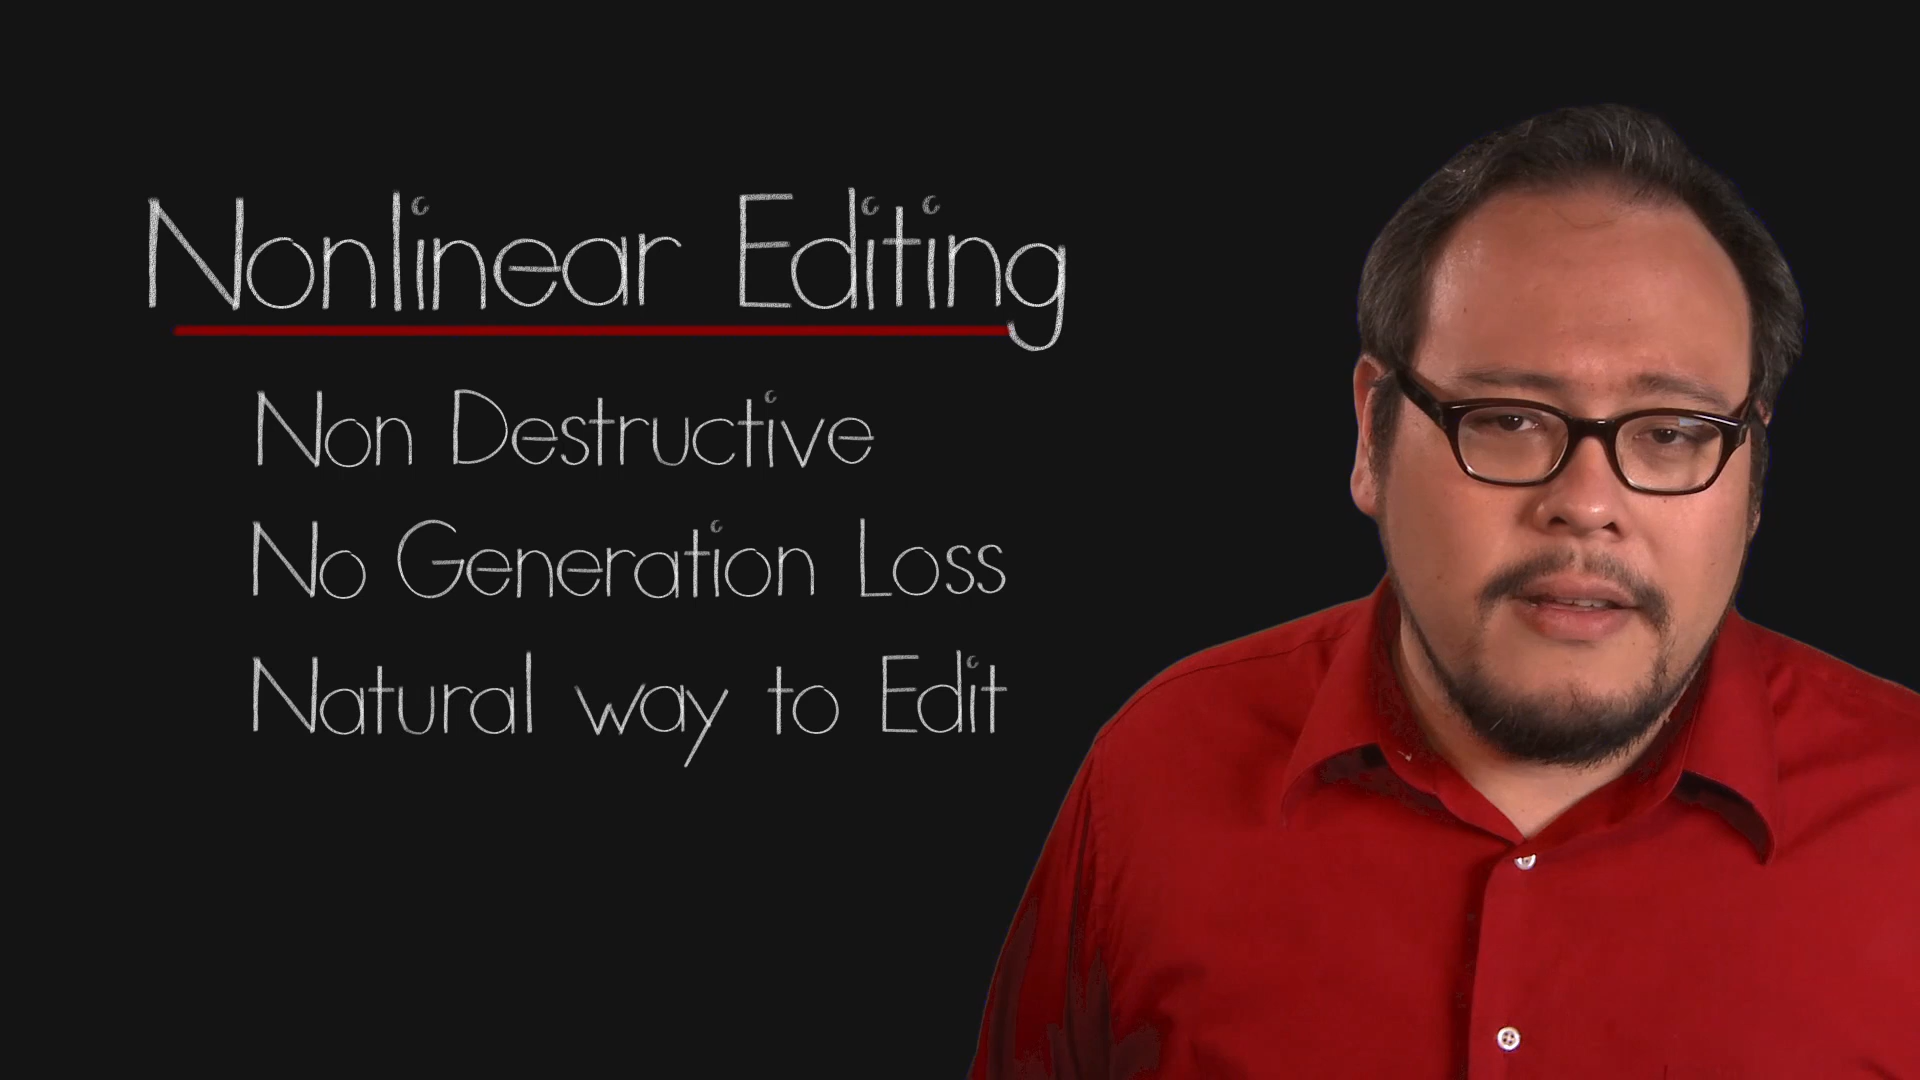 Nonlinear Editing
Non Destructive
No Generation Loss
Natural way to Edit